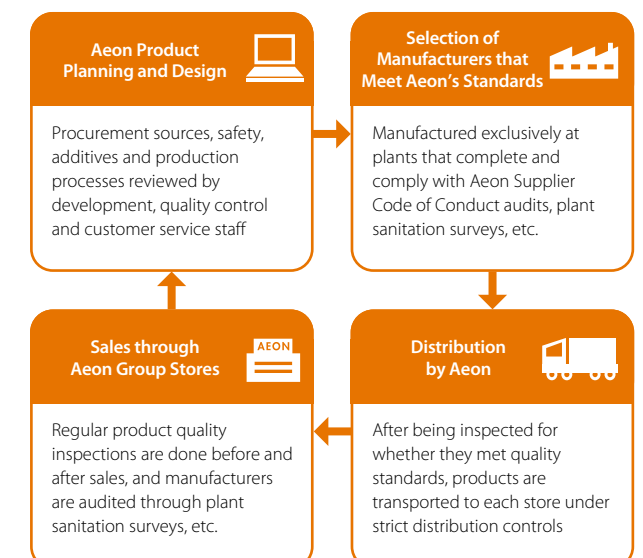 Aeon Product
Planning and Design
Procurement sources, safety,
additives and production
processes reviewed by
development, quality control
and customer service staff
Selection of
Manufacturers that
Meet Aeon's Standards
Manufactured exclusively at
plants that complete and
comply with Aeon Supplier
Code of Conduct audits, plant
sanitation surveys, etc.
Distribution
by Aeon
After being inspected for
whether they met quality
standards, products are
transported to each store under
strict distribution controls
Sales through
Aeon Group Stores
AEON
Regular product quality
inspections are done before and
after sales, and manufacturers
are audited through plant
sanitation surveys, etc.